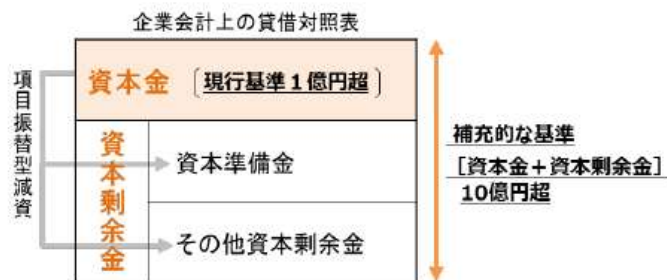 企業会計上の貸借対照表
項目振替型減資
資本金 〔現行基準1億円超〕
資本剰余金
資本準備金
その他資本剰余金
補充的な基準
[資本金+資本剰余金]
10億円超